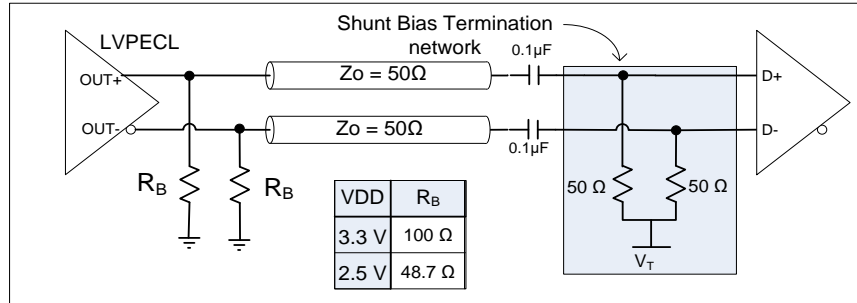 LVPECL
Shunt Bias Termination
network
0.1µF
OUT+
Zo = 50Ω
D+
OUT-
Zo = 50Ω
D-
0.1µF
RB
RB
VDD RB
3.3 V 100 Ω
2.5 V 48.7 Ω
50 Ω
50 Ω
VT